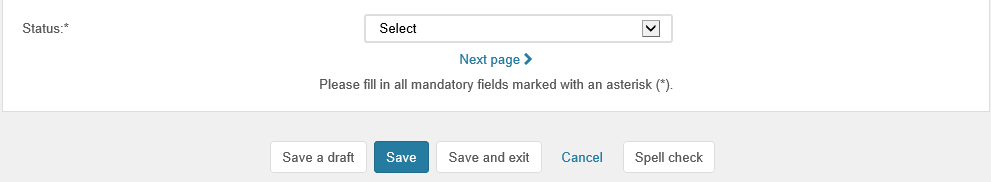 Status:* Select
Next page
Please fill in all mandatory fields marked with an asterisk (*).
Save a draft Save Save and exit Cancel Spell check